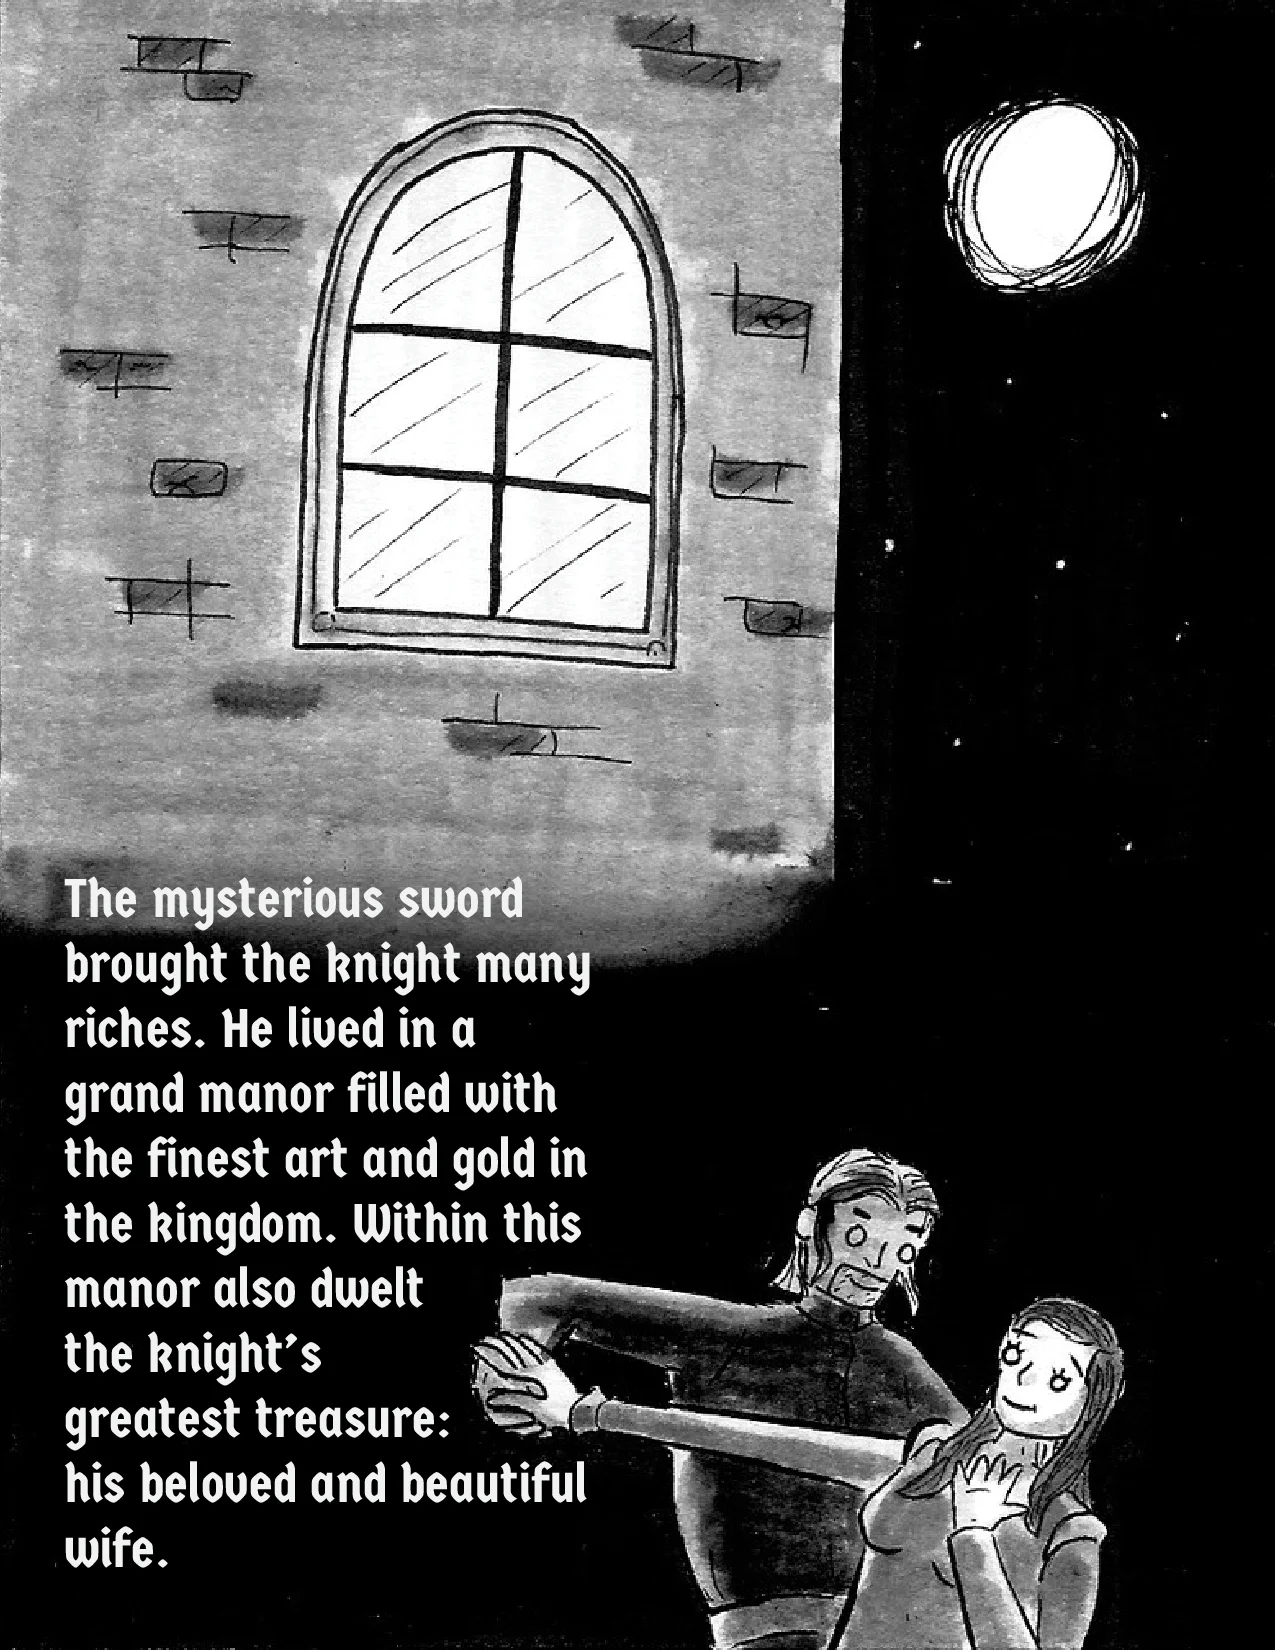 The mysterious sword
brought the knight many
riches. He lived in a
grand manor filled with
the finest art and gold in
the kingdom. Within this
manor also dwelt
the knight's
greatest treasure:
his beloved and beautiful
wife.